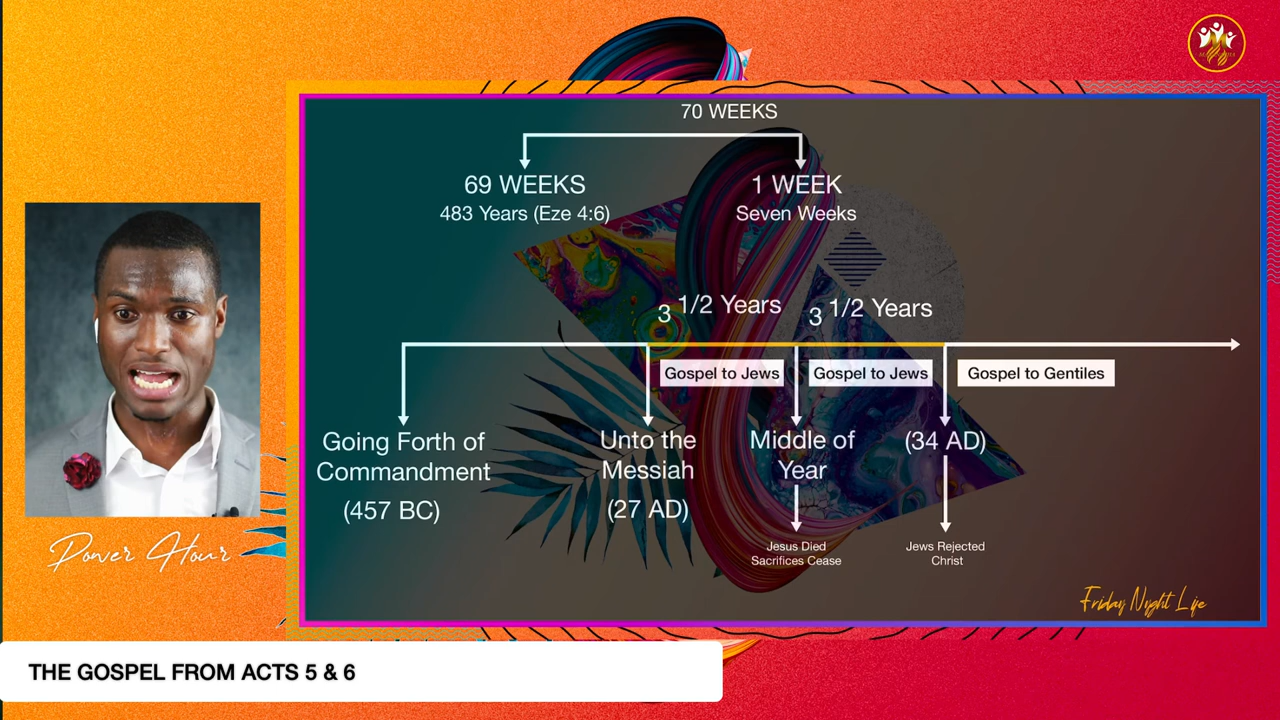 70 WEEKS
69 WEEKS
483 Years (Eze 4:6)
1 WEEK
Seven Weeks
3 1/2 Years
3 1/2 Years
Gospel to Jews
Gospel to Jews
Gospel to Gentiles
Going Forth of
Commandment
(457 BC)
Unto the
Messiah
(27 AD)
Middle of
Year
(34 AD)
Jesus Died
Sacrifices Cease
Jews Rejected
Christ
Power Hour
Friday Night Life
THE GOSPEL FROM ACTS 5 & 6